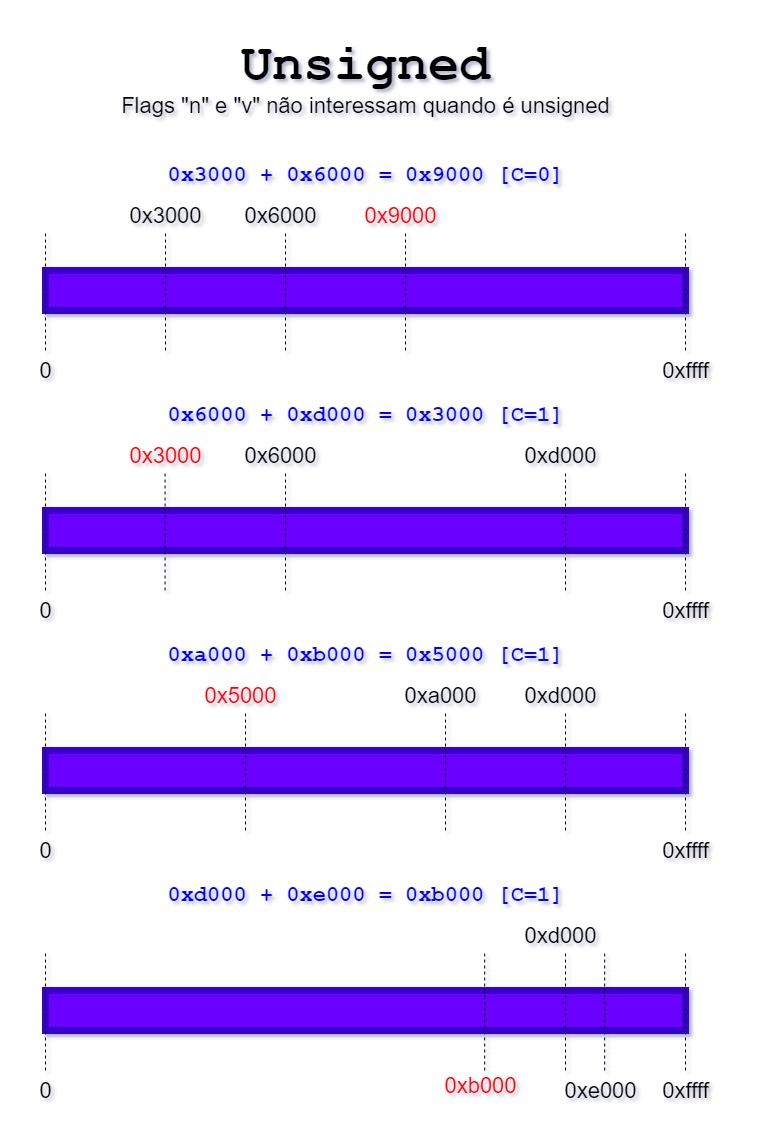 Unsigned
Flags "n" e "v" não interessam quando é unsigned
0x3000 + 0x6000 = 0x9000 [C=0]
0x3000 0x6000 0x9000
0 0xffff
0x6000 + 0xd000 = 0x3000 [C=1]
0x3000 0x6000 0xd000
0 0xffff
0xa000 + 0xb000 = 0x5000 [C=1]
0x5000 0xa000 0xd000
0 0xffff
0xd000 + 0xe000 = 0xb000 [C=1]
0xd000
0 0xb000 0xe000 0xffff